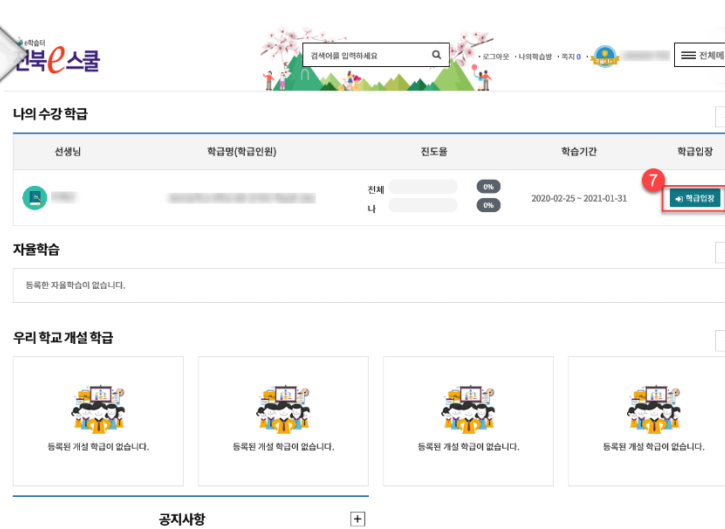 e학습터
전북e스쿨
검색어를 입력하세요
· 로그아웃 · 나의학습방 · 쪽지 0 ·
전체메
나의 수강 학급
선생님 학급명(학급인원) 진도율 학습기간 학급입장
7
전체 0%
나 0%
2020-02-25 ~ 2021-01-31
학급입장
자율학습
등록한 자율학습이 없습니다.
우리 학교 개설 학급
등록된 개설 학급이 없습니다. 등록된 개설 학급이 없습니다. 등록된 개설 학급이 없습니다. 등록된 개설 학급이 없습니다.
공지사항 +